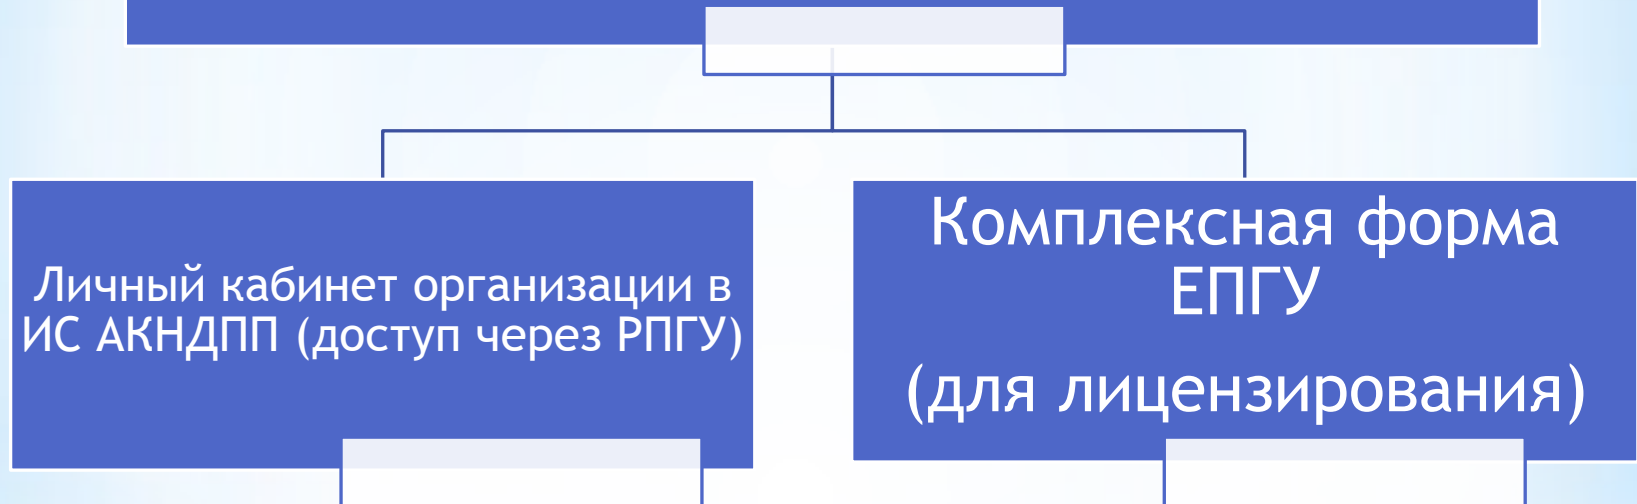 Личный кабинет организации в
ИС АКНДПП (доступ через РПГУ)
Комплексная форма
ЕПГУ
(для лицензирования)